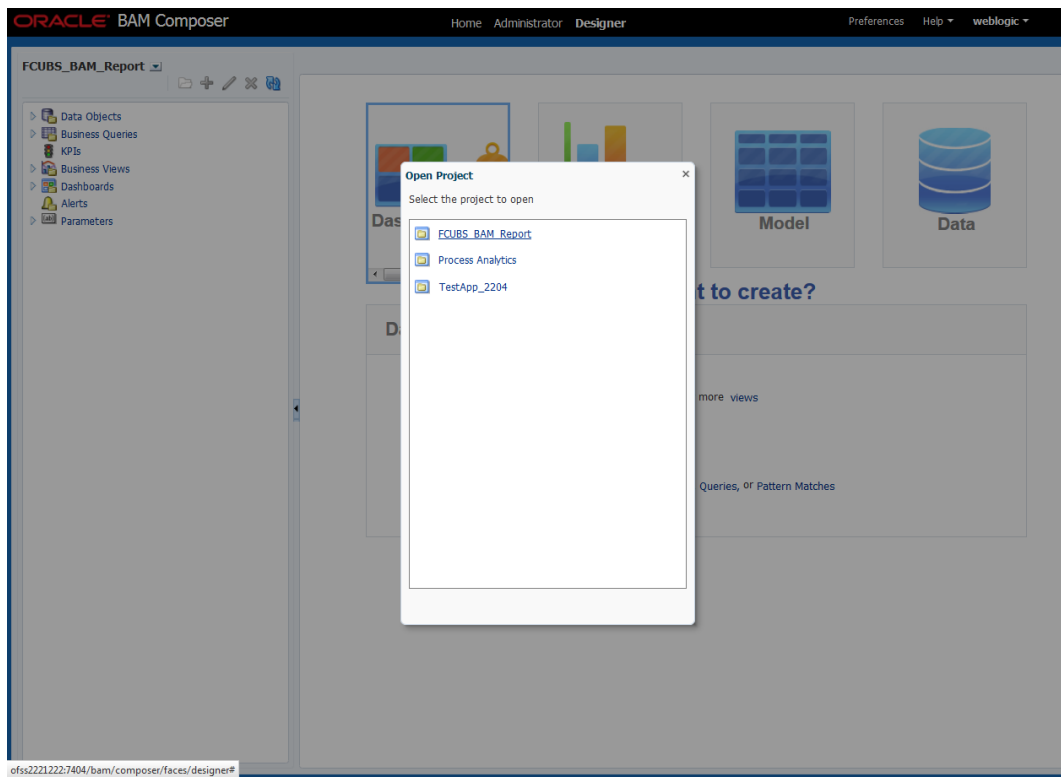 ORACLE BAM Composer
Home Administrator Designer
Preferences Help weblogic
FCUBS_BAM_Report
Data Objects
Business Queries
KPIs
Business Views
Dashboards
Alerts
Parameters
Das
Model
Data
Open Project
Select the project to open
FCUBS_BAM_Report
Process Analytics
TestApp_2204
t to create?
more views
Queries, or Pattern Matches
ofss2221222:7404/bam/composer/faces/designer#